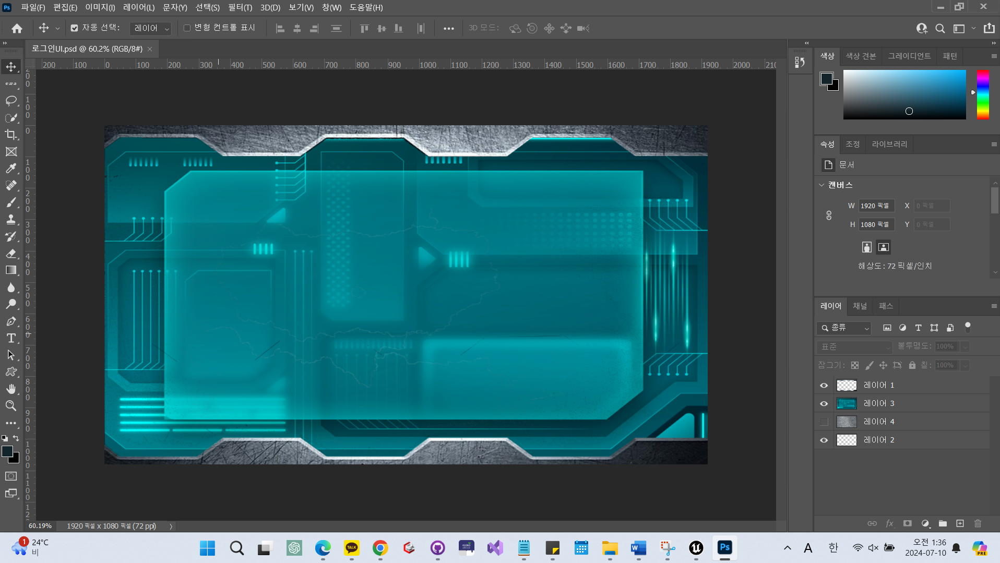 Ps 파일(F) 편집(E) 이미지(I) 레이어(L) 문자(Y) 선택(S) 필터(T) 3D(D) 보기(V) 창(W) 도움말(H)
자동 선택: 레이어 변형 컨트롤 표시 3D 모드:
로그인UI.psd @ 60.2% (RGB/8#)
200 100 0 100 200 300 400 500 600 700 800 900 1000 1100 1200 1300 1400 1500 1600 1700 1800 1900 2000
색상 색상 견본 그레이디언트 패턴
속성 조정 라이브러리
문서
캔버스
W 1920 픽셀 X 0 픽셀
H 1080 픽셀 Y 0 픽셀
해상도: 72 픽셀/인치
레이어 채널 패스
종류
표준 불투명도: 100%
잠그기: 칠: 100%
레이어 1
레이어 3
레이어 4
레이어 2
fx
60.19% 1920 픽셀 x 1080 픽셀 (72 ppi)
1 24°C
비
TALK
W
Ps
A
한
오전 1:36
2024-07-10
PRE